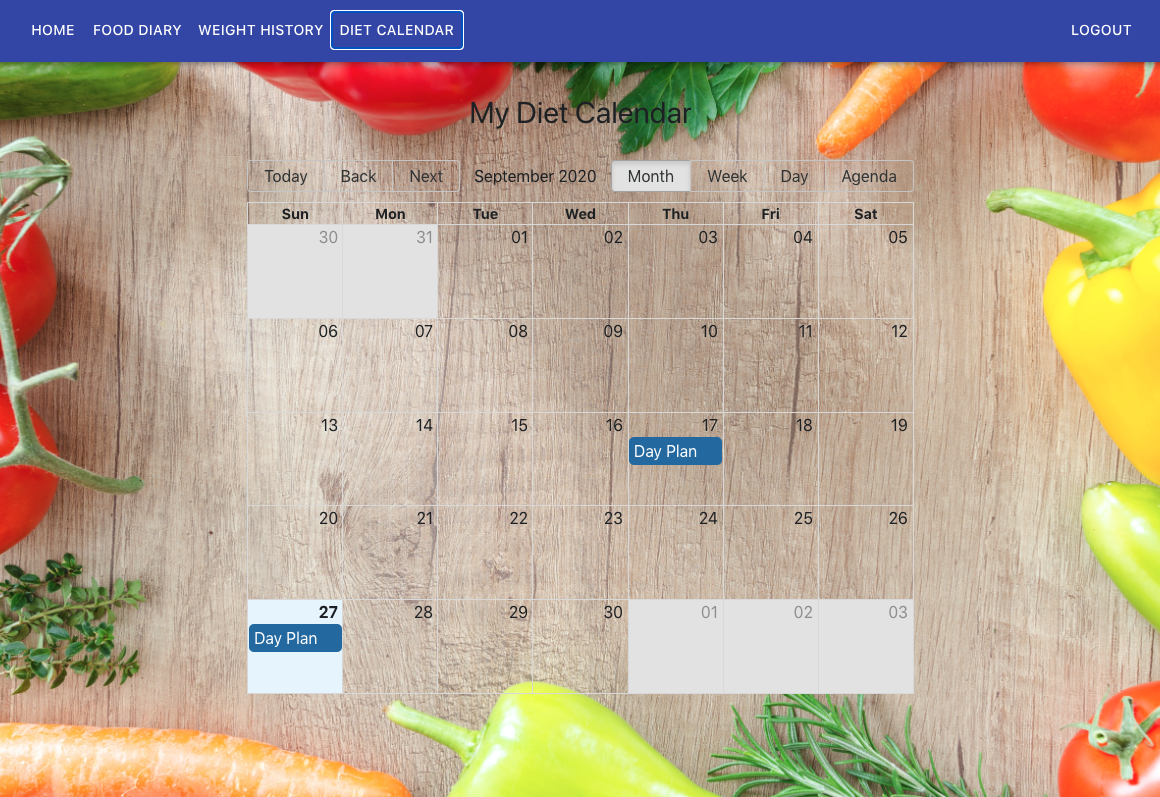 HOME FOOD DIARY WEIGHT HISTORY DIET CALENDAR LOGOUT
My Diet Calendar
Today Back Next September 2020 Month Week Day Agenda
Sun Mon Tue Wed Thu Fri Sat
30 31 01 02 03 04 05
06 07 08 09 10 11 12
13 14 15 16 17 18 19
Day Plan
20 21 22 23 24 25 26
27 28 29 30 01 02 03
Day Plan